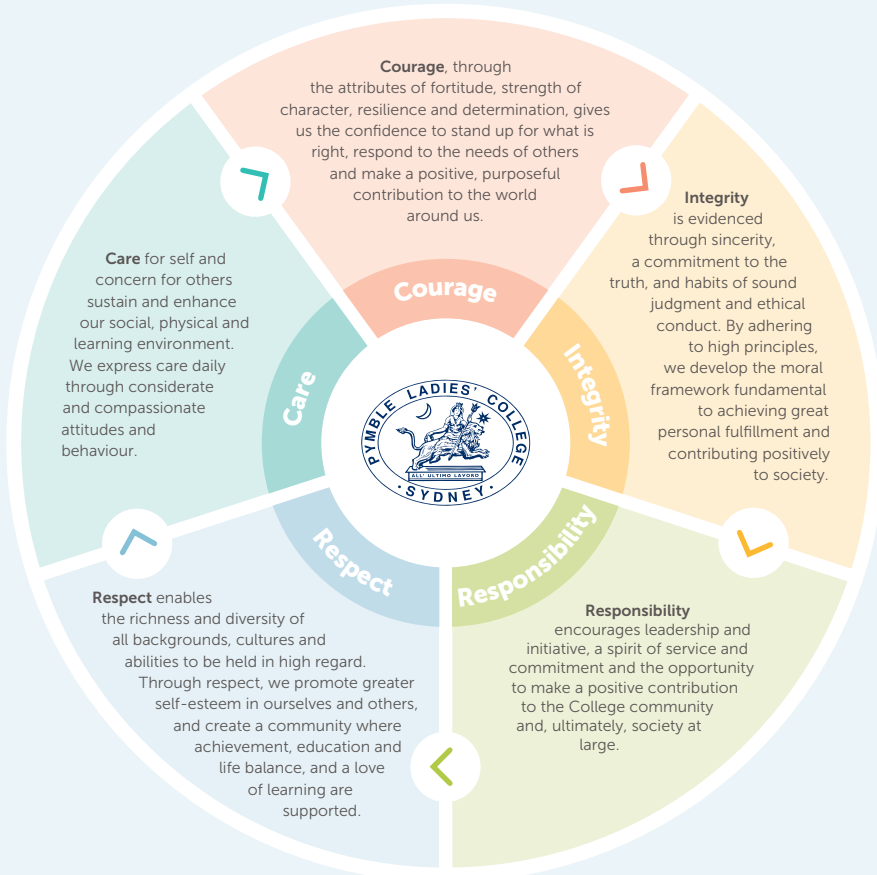 Courage, through
the attributes of fortitude, strength of
character, resilience and determination, gives
us the confidence to stand up for what is
right, respond to the needs of others
and make a positive, purposeful
contribution to the world
around us.
Courage
Integrity
is evidenced
through sincerity,
a commitment to the
truth, and habits of sound
judgment and ethical
conduct. By adhering
to high principles,
we develop the moral
framework fundamental
to achieving great
personal fulfillment and
contributing positively
to society.
Integrity
Responsibility
encourages leadership and
initiative, a spirit of service and
commitment and the opportunity
to make a positive contribution
to the College community
and, ultimately, society at
large.
Responsibility
Respect enables
the richness and diversity of
all backgrounds, cultures and
abilities to be held in high regard.
Through respect, we promote greater
self-esteem in ourselves and others,
and create a community where
achievement, education and
life balance, and a love
of learning are
supported.
Respect
Care for self and
concern for others
sustain and enhance
our social, physical and
learning environment.
We express care daily
through considerate
and compassionate
attitudes and
behaviour.
Care
PYMBLE LADIES' COLLEGE
ALL' ULTIMO LAVORO
· SYDNEY ·